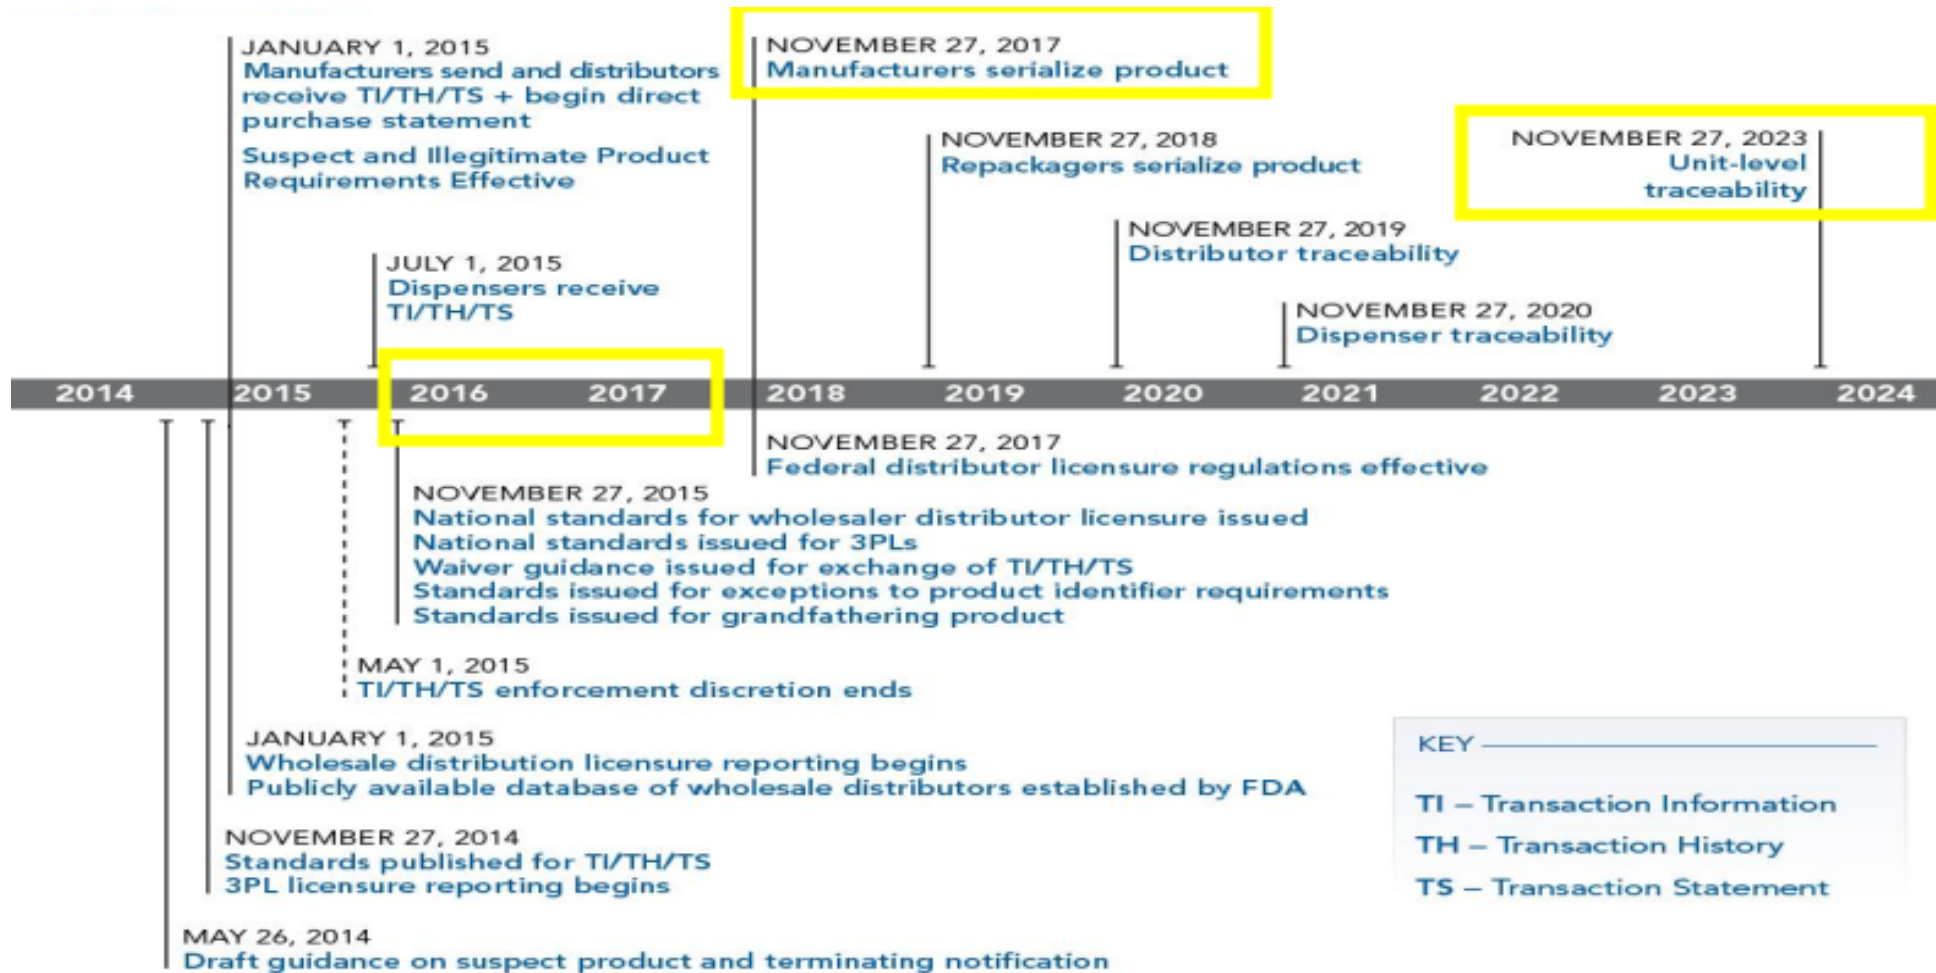 JANUARY 1, 2015
Manufacturers send and distributors
receive TI/TH/TS + begin direct
purchase statement
Suspect and Illegitimate Product
Requirements Effective
NOVEMBER 27, 2017
Manufacturers serialize product
NOVEMBER 27, 2018
Repackagers serialize product
NOVEMBER 27, 2023
Unit-level
traceability
NOVEMBER 27, 2019
Distributor traceability
JULY 1, 2015
Dispensers receive
TI/TH/TS
NOVEMBER 27, 2020
Dispenser traceability
2014 2015 2016 2017 2018 2019 2020 2021 2022 2023 2024
NOVEMBER 27, 2017
Federal distributor licensure regulations effective
NOVEMBER 27, 2015
National standards for wholesaler distributor licensure issued
National standards issued for 3PLs
Waiver guidance issued for exchange of TI/TH/TS
Standards issued for exceptions to product identifier requirements
Standards issued for grandfathering product
MAY 1, 2015
TI/TH/TS enforcement discretion ends
JANUARY 1, 2015
Wholesale distribution licensure reporting begins
Publicly available database of wholesale distributors established by FDA
NOVEMBER 27, 2014
Standards published for TI/TH/TS
3PL licensure reporting begins
MAY 26, 2014
Draft guidance on suspect product and terminating notification
KEY
TI – Transaction Information
TH – Transaction History
TS – Transaction Statement